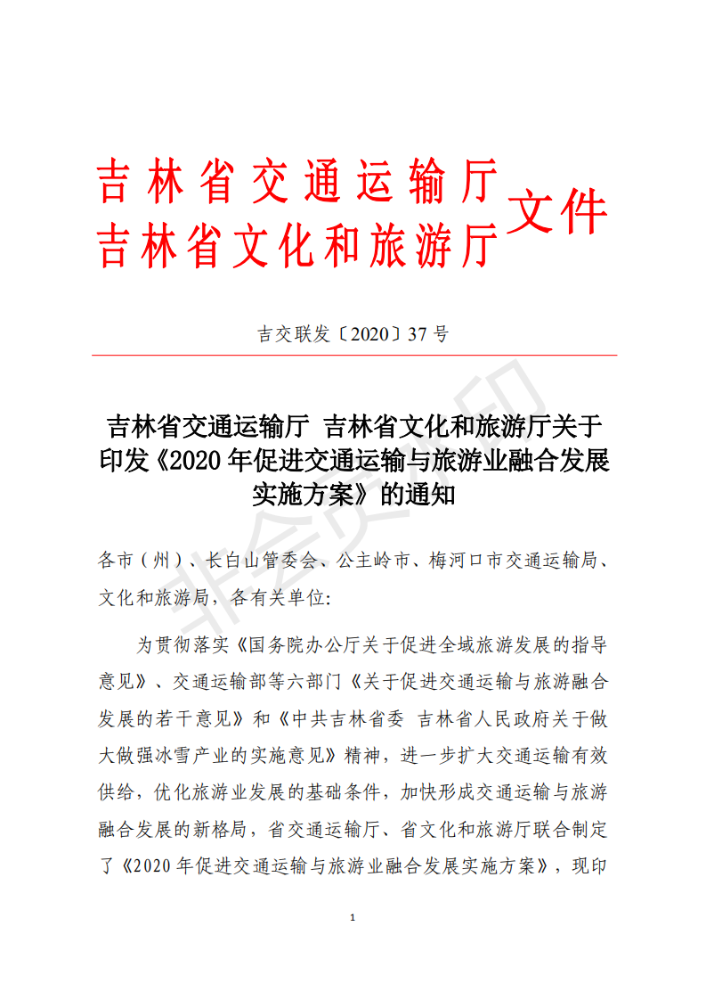 吉林省交通运输厅
吉林省文化和旅游厅
文件
吉交联发〔2020〕37 号
吉林省交通运输厅 吉林省文化和旅游厅关于
印发《2020 年促进交通运输与旅游业融合发展
实施方案》的通知
各市（州）、长白山管委会、公主岭市、梅河口市交通运输局、
文化和旅游局，各有关单位:
为贯彻落实《国务院办公厅关于促进全域旅游发展的指导
意见》、交通运输部等六部门《关于促进交通运输与旅游融合
发展的若干意见》和《中共吉林省委 吉林省人民政府关于做
大做强冰雪产业的实施意见》精神，进一步扩大交通运输有效
供给，优化旅游业发展的基础条件，加快形成交通运输与旅游
融合发展的新格局，省交通运输厅、省文化和旅游厅联合制定
了《2020 年促进交通运输与旅游业融合发展实施方案》，现印
1
非会员水印